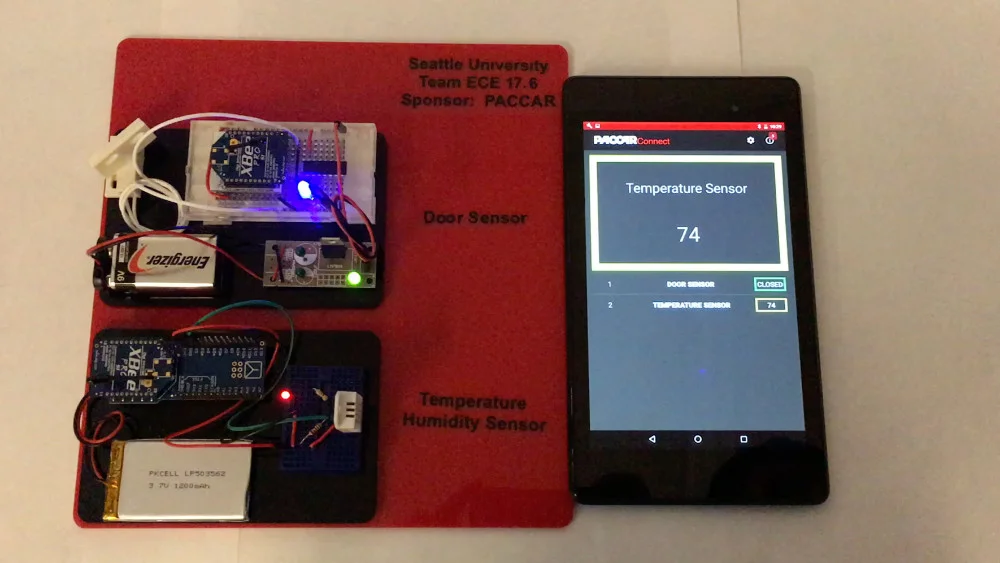 Seattle University
Team ECE 17.6
Sponsor: PACCAR
XBee
PRO
Door Sensor
Energizer
XBee
PRO
Temperature
Humidity Sensor
PKCELL LP503562
3.7V 1200mAh
PACCAR Connect
Temperature Sensor
74
1 DOOR SENSOR CLOSED
2 TEMPERATURE SENSOR 74